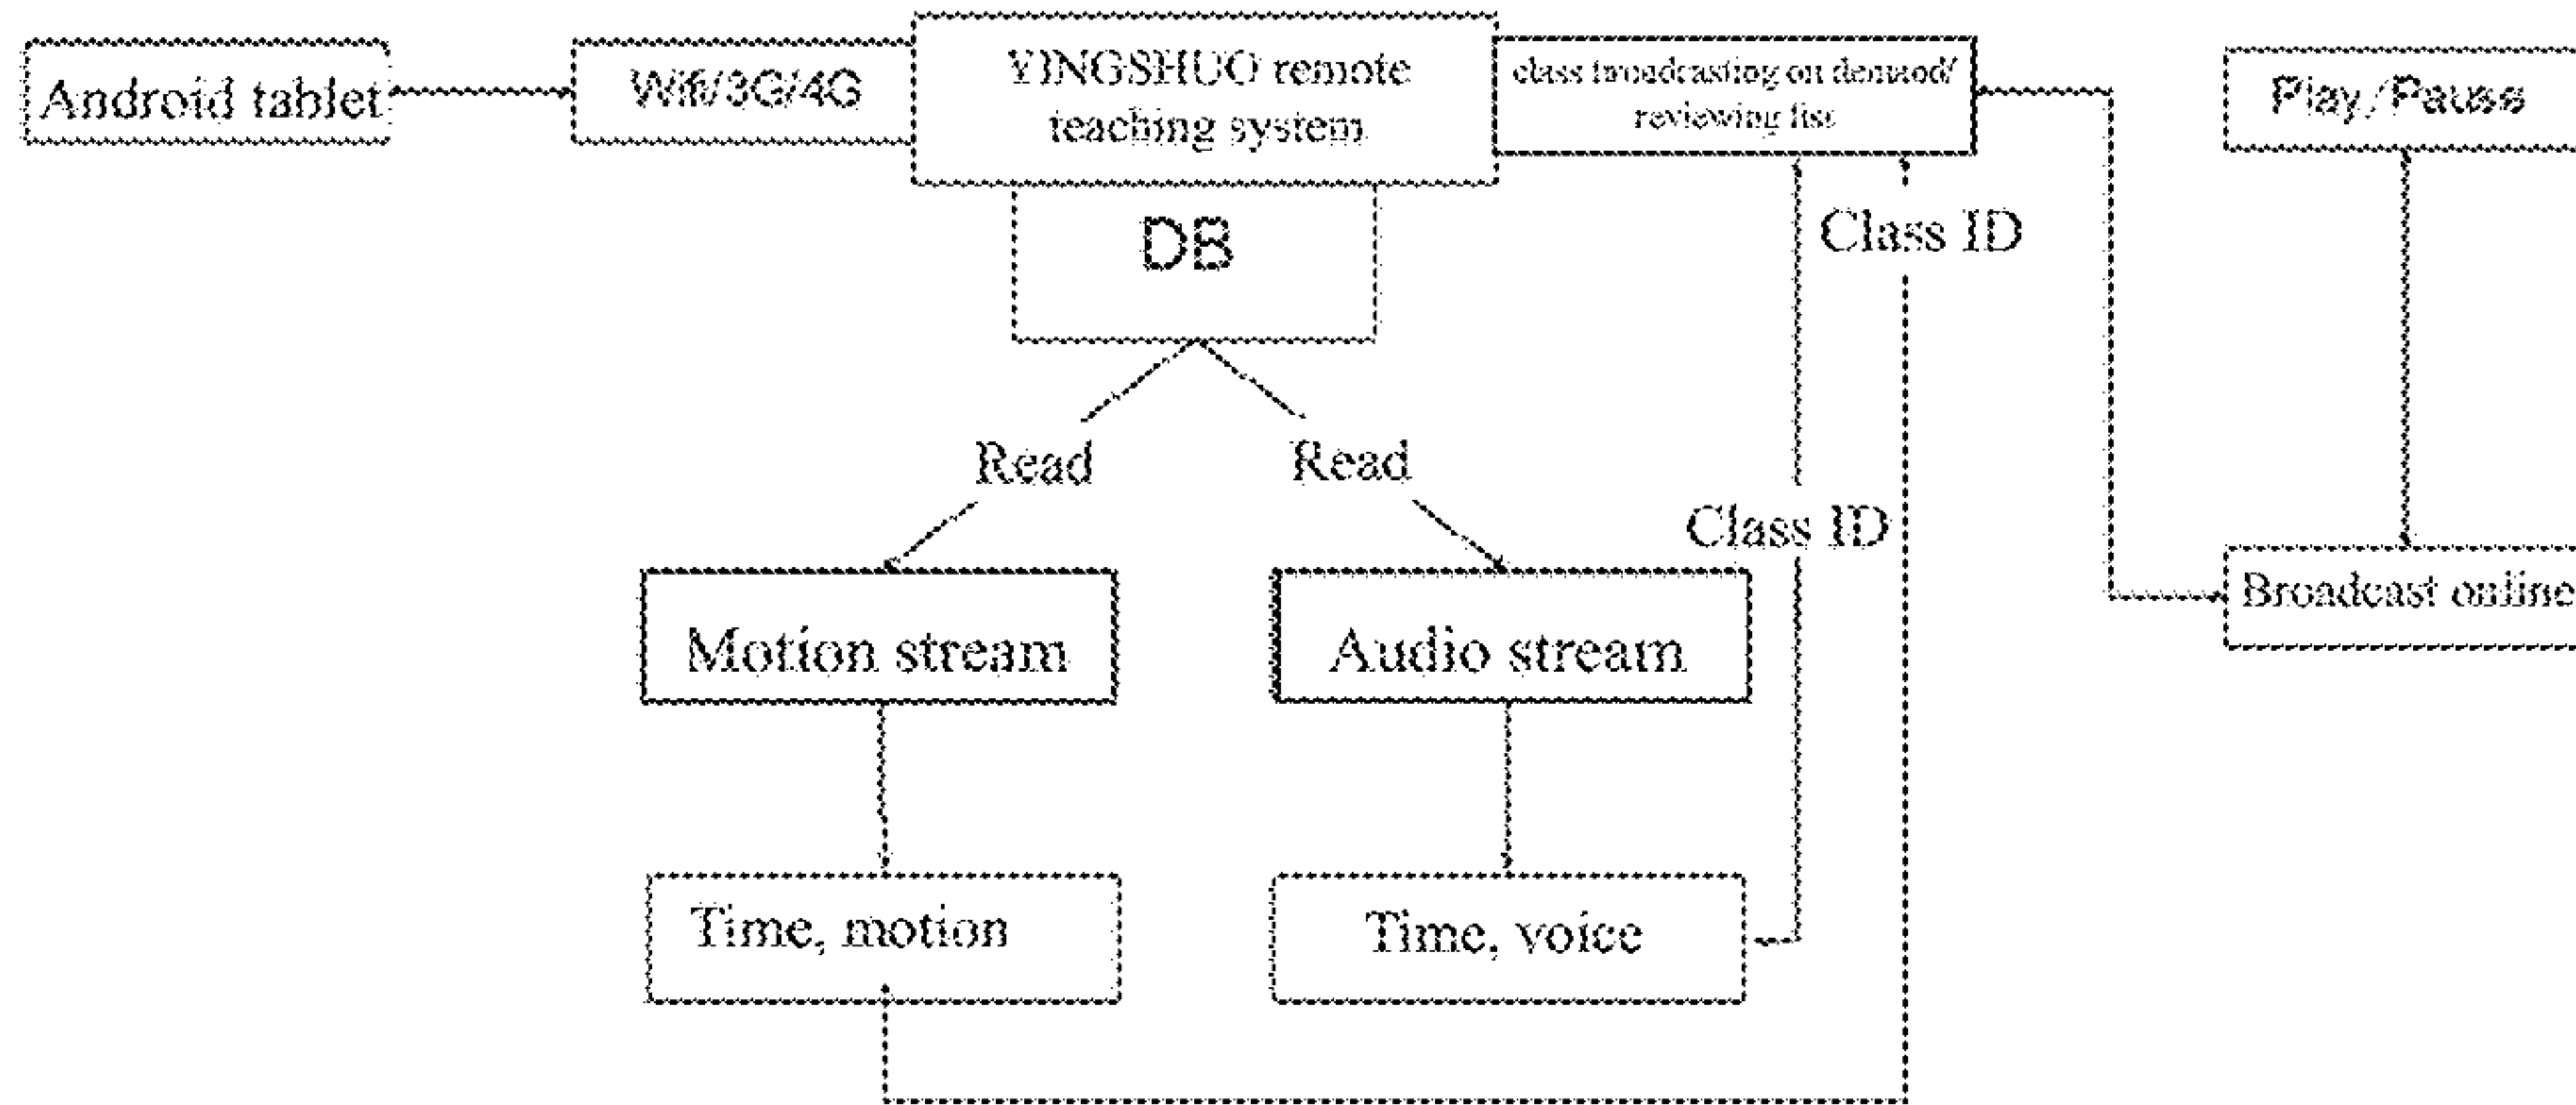 Android tablet
Wifi/3G/4G
YINGSHUO remote
teaching system
class broadcasting on demand/
reviewing list
Play/Pause
DB
Class ID
Read
Read
Class ID
Broadcast online
Motion stream
Audio stream
Time, motion
Time, voice